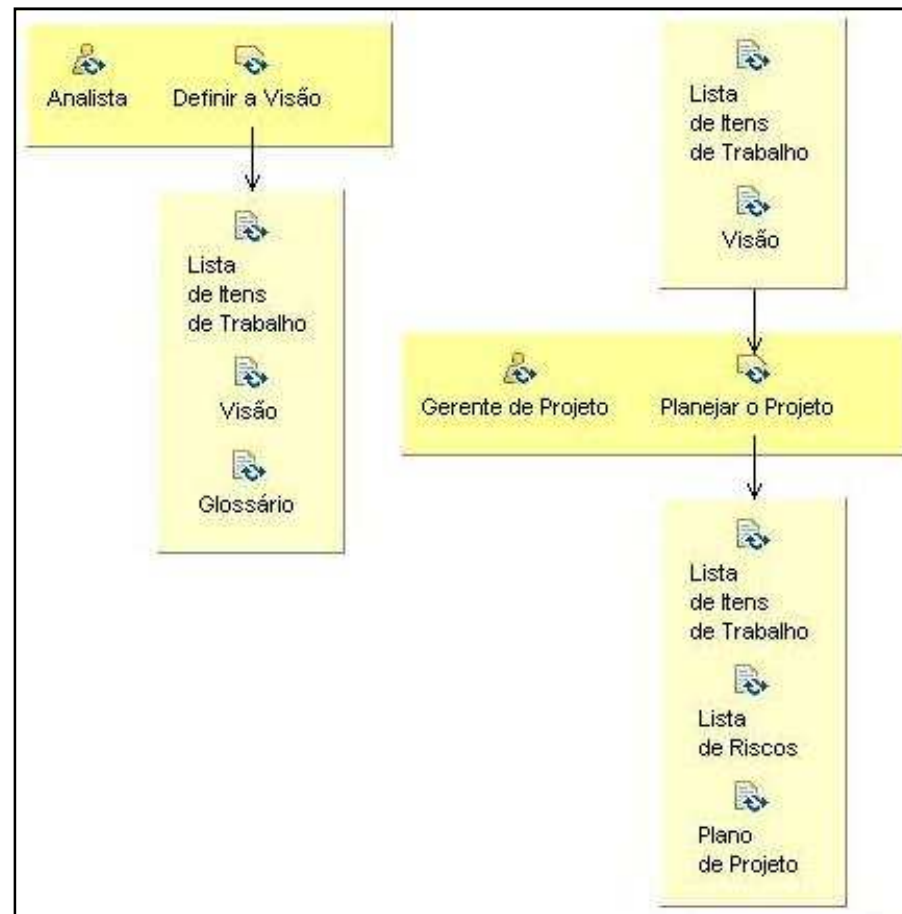 Analista
Definir a Visão
Lista
de Itens
de Trabalho
Visão
Glossário
Lista
de Itens
de Trabalho
Visão
Gerente de Projeto
Planejar o Projeto
Lista
de Itens
de Trabalho
Lista
de Riscos
Plano
de Projeto